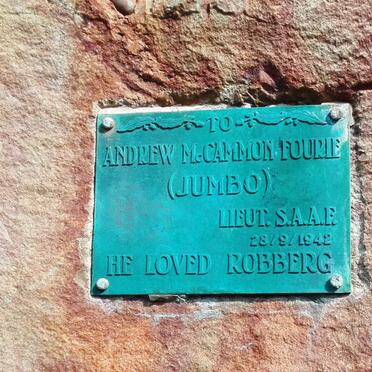 TO
ANDREW McCAMMON FOURIE
(JUMBO)
LIEUT. S.A.A.F.
28/9/1942
HE LOVED ROBBERG